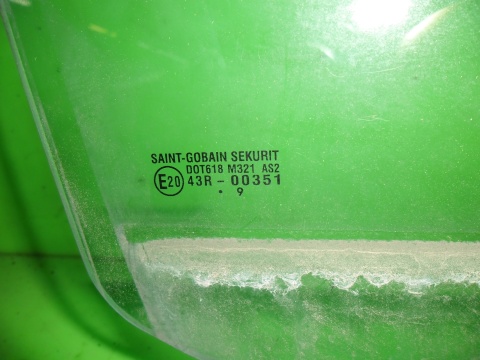 SAINT-GOBAIN SEKURIT
DOT618 M321 AS2
E20 43R - 00351
. 9